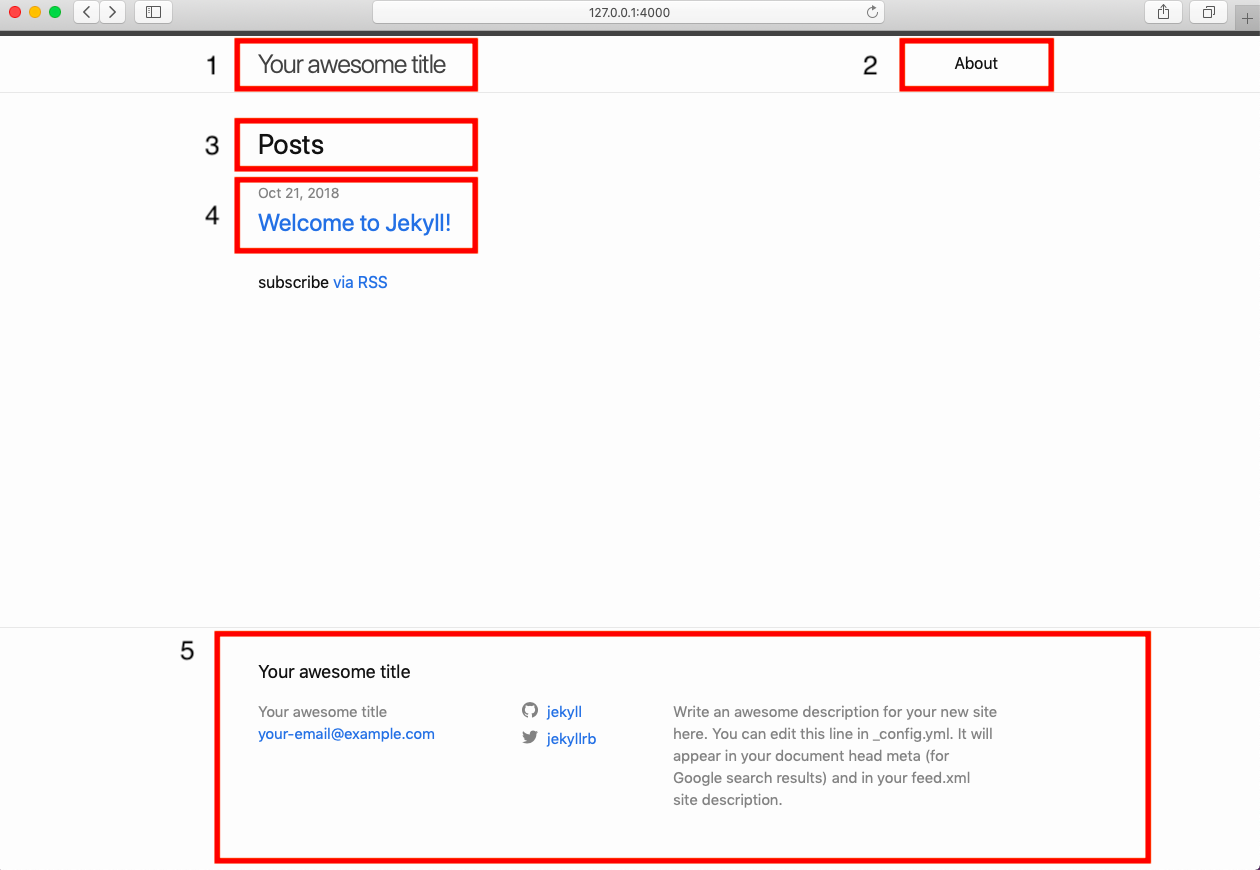 127.0.0.1:4000
1
Your awesome title
2
About
3
Posts
4
Oct 21, 2018
Welcome to Jekyll!
subscribe via RSS
5
Your awesome title
Your awesome title
your-email@example.com
jekyll
jekyllrb
Write an awesome description for your new site
here. You can edit this line in _config.yml. It will
appear in your document head meta (for
Google search results) and in your feed.xml
site description.